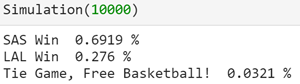 Simulation(10000)
SAS Win 0.6919 %
LAL Win 0.276 %
Tie Game, Free Basketball! 0.0321 %